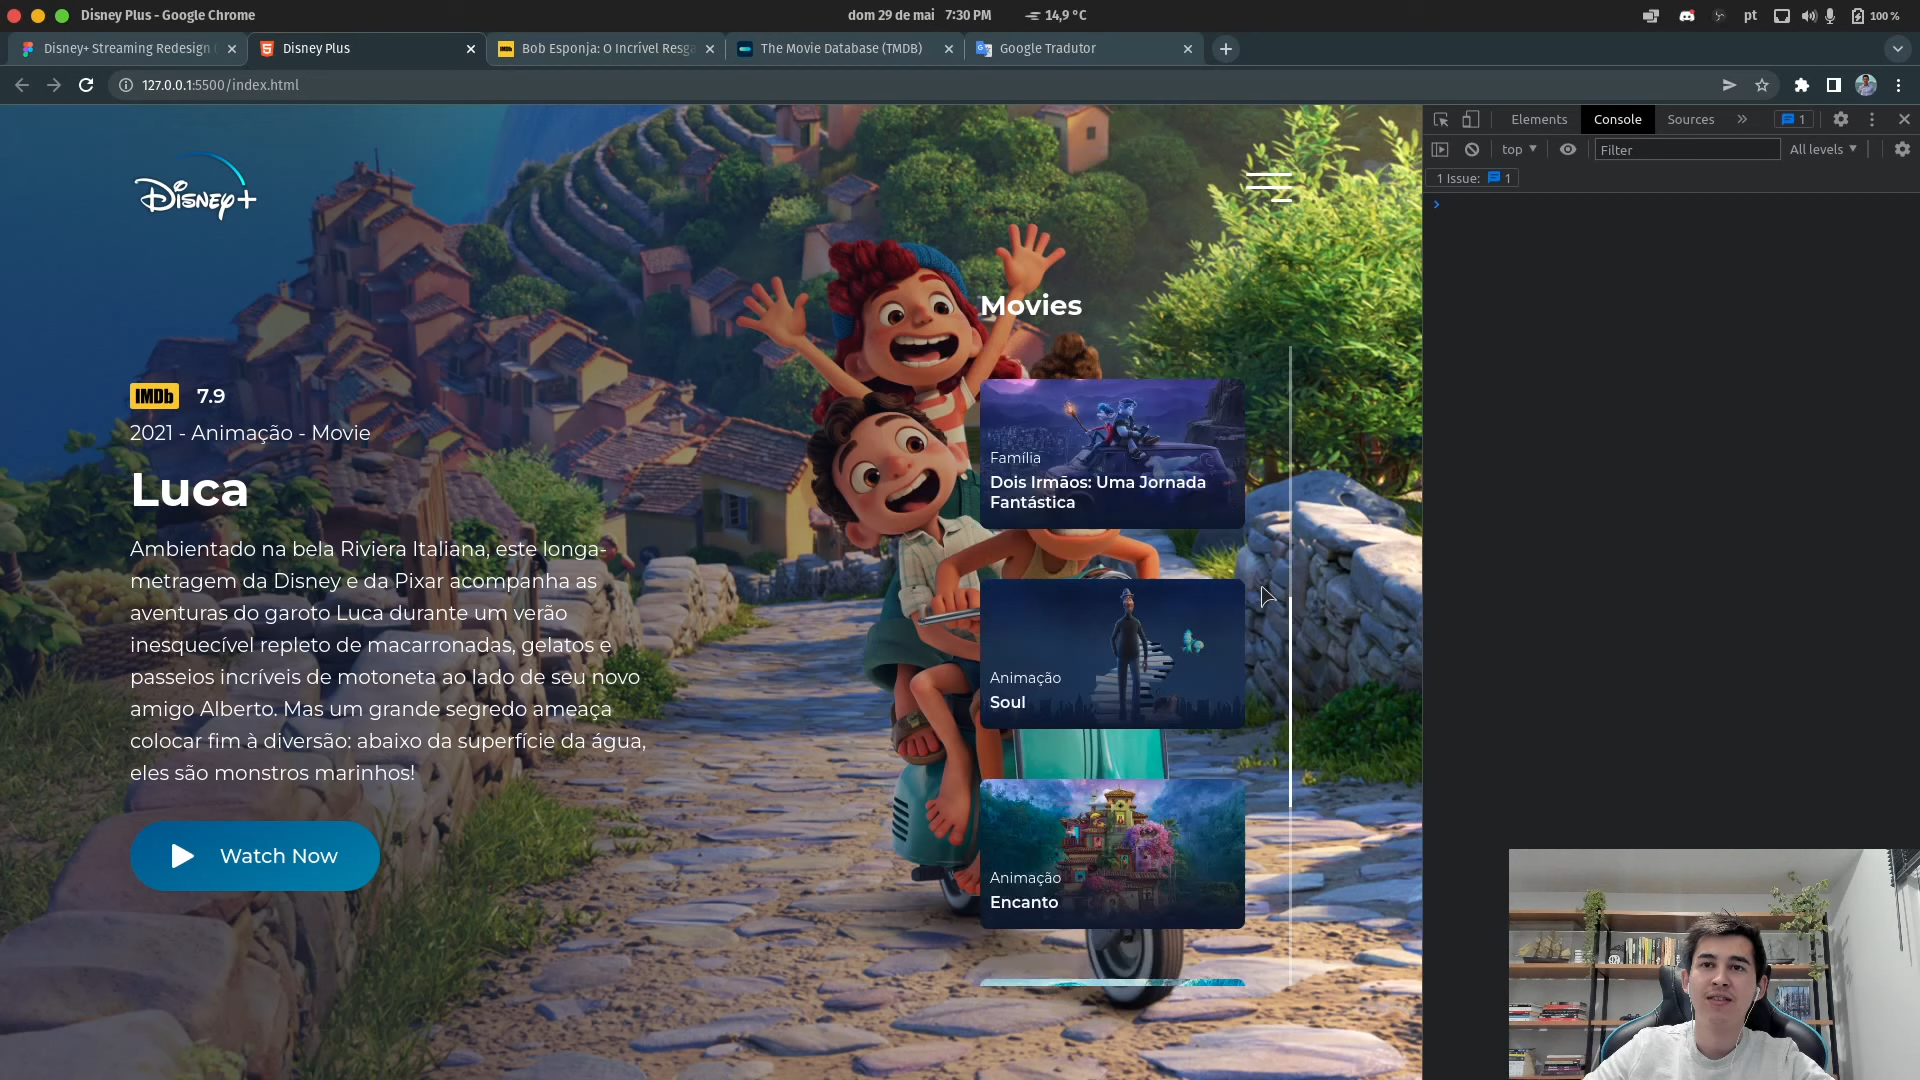 Disney Plus - Google Chrome
dom 29 de mai 7:30 PM
14,9 °C
pt
100 %
Disney+ Streaming Redesign
Disney Plus
Bob Esponja: O Incrível Resga
The Movie Database (TMDB)
Google Tradutor
127.0.0.1:5500/index.html
Elements
Console
Sources
1
top
Filter
All levels
1 Issue: 1
Disney+
Movies
IMDb 7.9
2021 - Animação - Movie
Luca
Ambientado na bela Riviera Italiana, este longa-
metragem da Disney e da Pixar acompanha as
aventuras do garoto Luca durante um verão
inesquecível repleto de macarronadas, gelatos e
passeios incríveis de motoneta ao lado de seu novo
amigo Alberto. Mas um grande segredo ameaça
colocar fim à diversão: abaixo da superfície da água,
eles são monstros marinhos!
Watch Now
Família
Dois Irmãos: Uma Jornada
Fantástica
Animação
Soul
Animação
Encanto